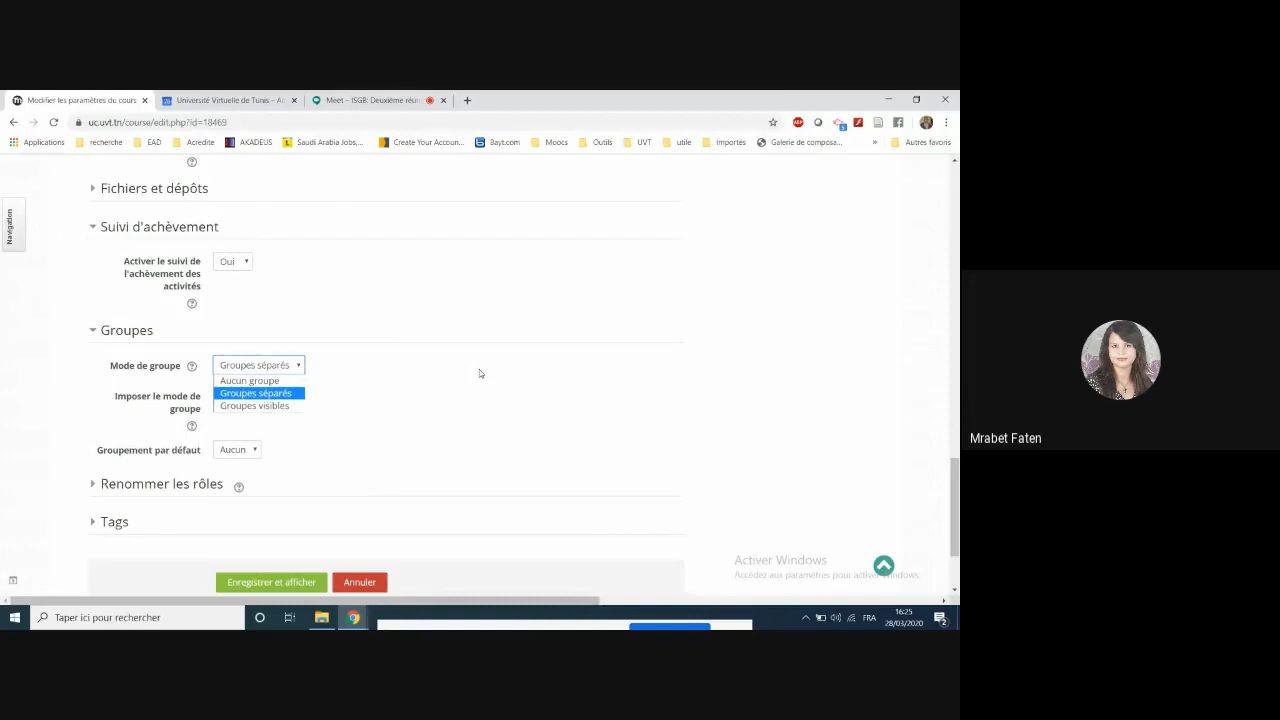 Modifier les paramètres du cours
Université Virtuelle de Tunis – A
Meet – ISGB: Deuxième réu
uc.uvt.tn/course/edit.php?id=18469
Applications recherche EAD Acredite AKADEUS Saudi Arabia Jobs,... Create Your Accoun... Bayt.com Moocs Outils UVT utile Importés Galerie de composa... » Autres favoris
Navigation
Fichiers et dépôts
Suivi d'achèvement
Activer le suivi de
l'achèvement des
activités
Oui
Groupes
Mode de groupe
Groupes séparés
Aucun groupe
Groupes séparés
Groupes visibles
Imposer le mode de
groupe
Groupement par défaut
Aucun
Renommer les rôles
Tags
Enregistrer et afficher
Annuler
Activer Windows
Accédez aux paramètres pour activer Windows.
Taper ici pour rechercher
FRA
16:25
28/03/2020
Mrabet Faten